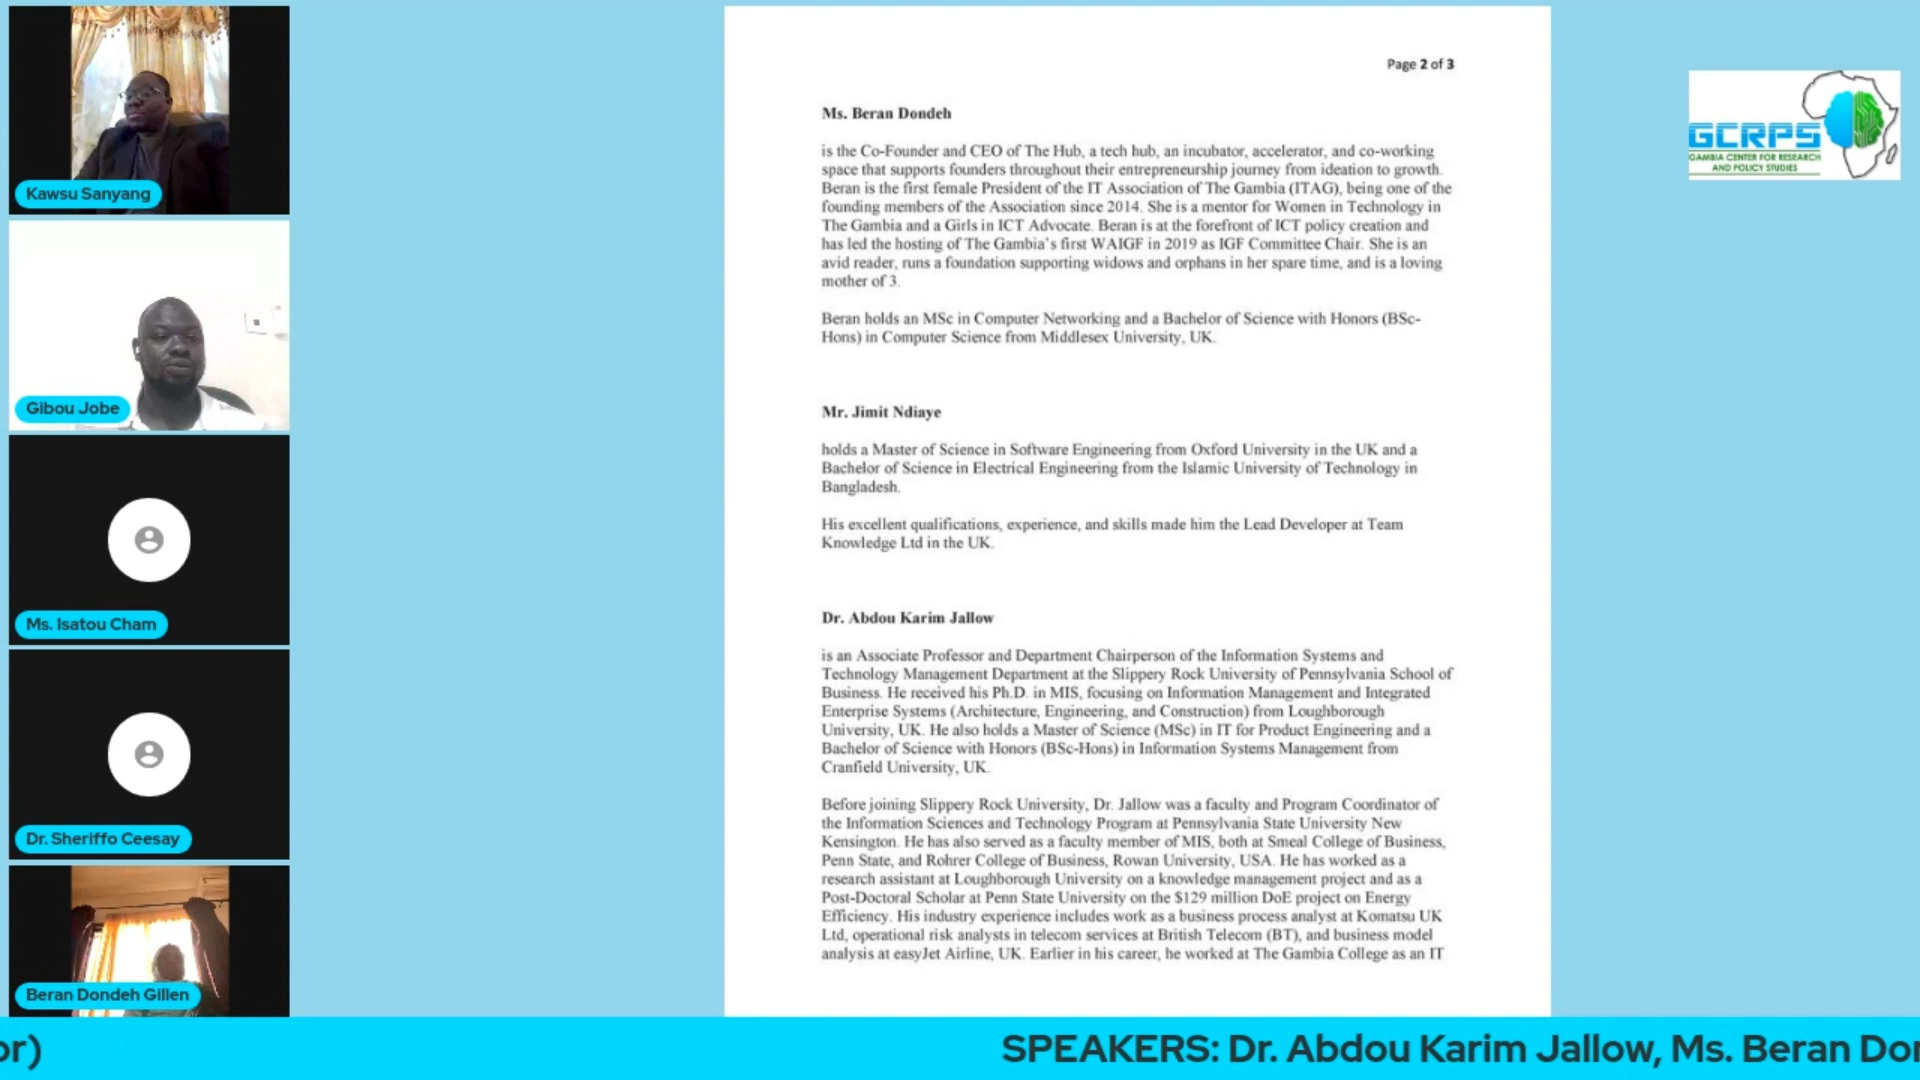 Kawsu Sanyang
Gibou Jobe
Ms. Isatou Cham
Dr. Sheriffo Ceesay
Beran Dondeh Gillen
Page 2 of 3
Ms. Beran Dondeh
is the Co-Founder and CEO of The Hub, a tech hub, an incubator, accelerator, and co-working
space that supports founders throughout their entrepreneurship journey from ideation to growth.
Beran is the first female President of the IT Association of The Gambia (ITAG), being one of the
founding members of the Association since 2014. She is a mentor for Women in Technology in
The Gambia and a Girls in ICT Advocate. Beran is at the forefront of ICT policy creation and
has led the hosting of The Gambia's first WAIGF in 2019 as IGF Committee Chair. She is an
avid reader, runs a foundation supporting widows and orphans in her spare time, and is a loving
mother of 3.
Beran holds an MSc in Computer Networking and a Bachelor of Science with Honors (BSc-
Hons) in Computer Science from Middlesex University, UK.
Mr. Jimit Ndiaye
holds a Master of Science in Software Engineering from Oxford University in the UK and a
Bachelor of Science in Electrical Engineering from the Islamic University of Technology in
Bangladesh.
His excellent qualifications, experience, and skills made him the Lead Developer at Team
Knowledge Ltd in the UK.
Dr. Abdou Karim Jallow
is an Associate Professor and Department Chairperson of the Information Systems and
Technology Management Department at the Slippery Rock University of Pennsylvania School of
Business. He received his Ph.D. in MIS, focusing on Information Management and Integrated
Enterprise Systems (Architecture, Engineering, and Construction) from Loughborough
University, UK. He also holds a Master of Science (MSc) in IT for Product Engineering and a
Bachelor of Science with Honors (BSc-Hons) in Information Systems Management from
Cranfield University, UK.
Before joining Slippery Rock University, Dr. Jallow was a faculty and Program Coordinator of
the Information Sciences and Technology Program at Pennsylvania State University New
Kensington. He has also served as a faculty member of MIS, both at Smeal College of Business,
Penn State, and Rohrer College of Business, Rowan University, USA. He has worked as a
research assistant at Loughborough University on a knowledge management project and as a
Post-Doctoral Scholar at Penn State University on the $129 million DoE project on Energy
Efficiency. His industry experience includes work as a business process analyst at Komatsu UK
Ltd, operational risk analysts in telecom services at British Telecom (BT), and business model
analysis at easyJet Airline, UK. Earlier in his career, he worked at The Gambia College as an IT
GCRPS
GAMBIA CENTER FOR RESEARCH
AND POLICY STUDIES
or) SPEAKERS: Dr. Abdou Karim Jallow, Ms. Beran Don